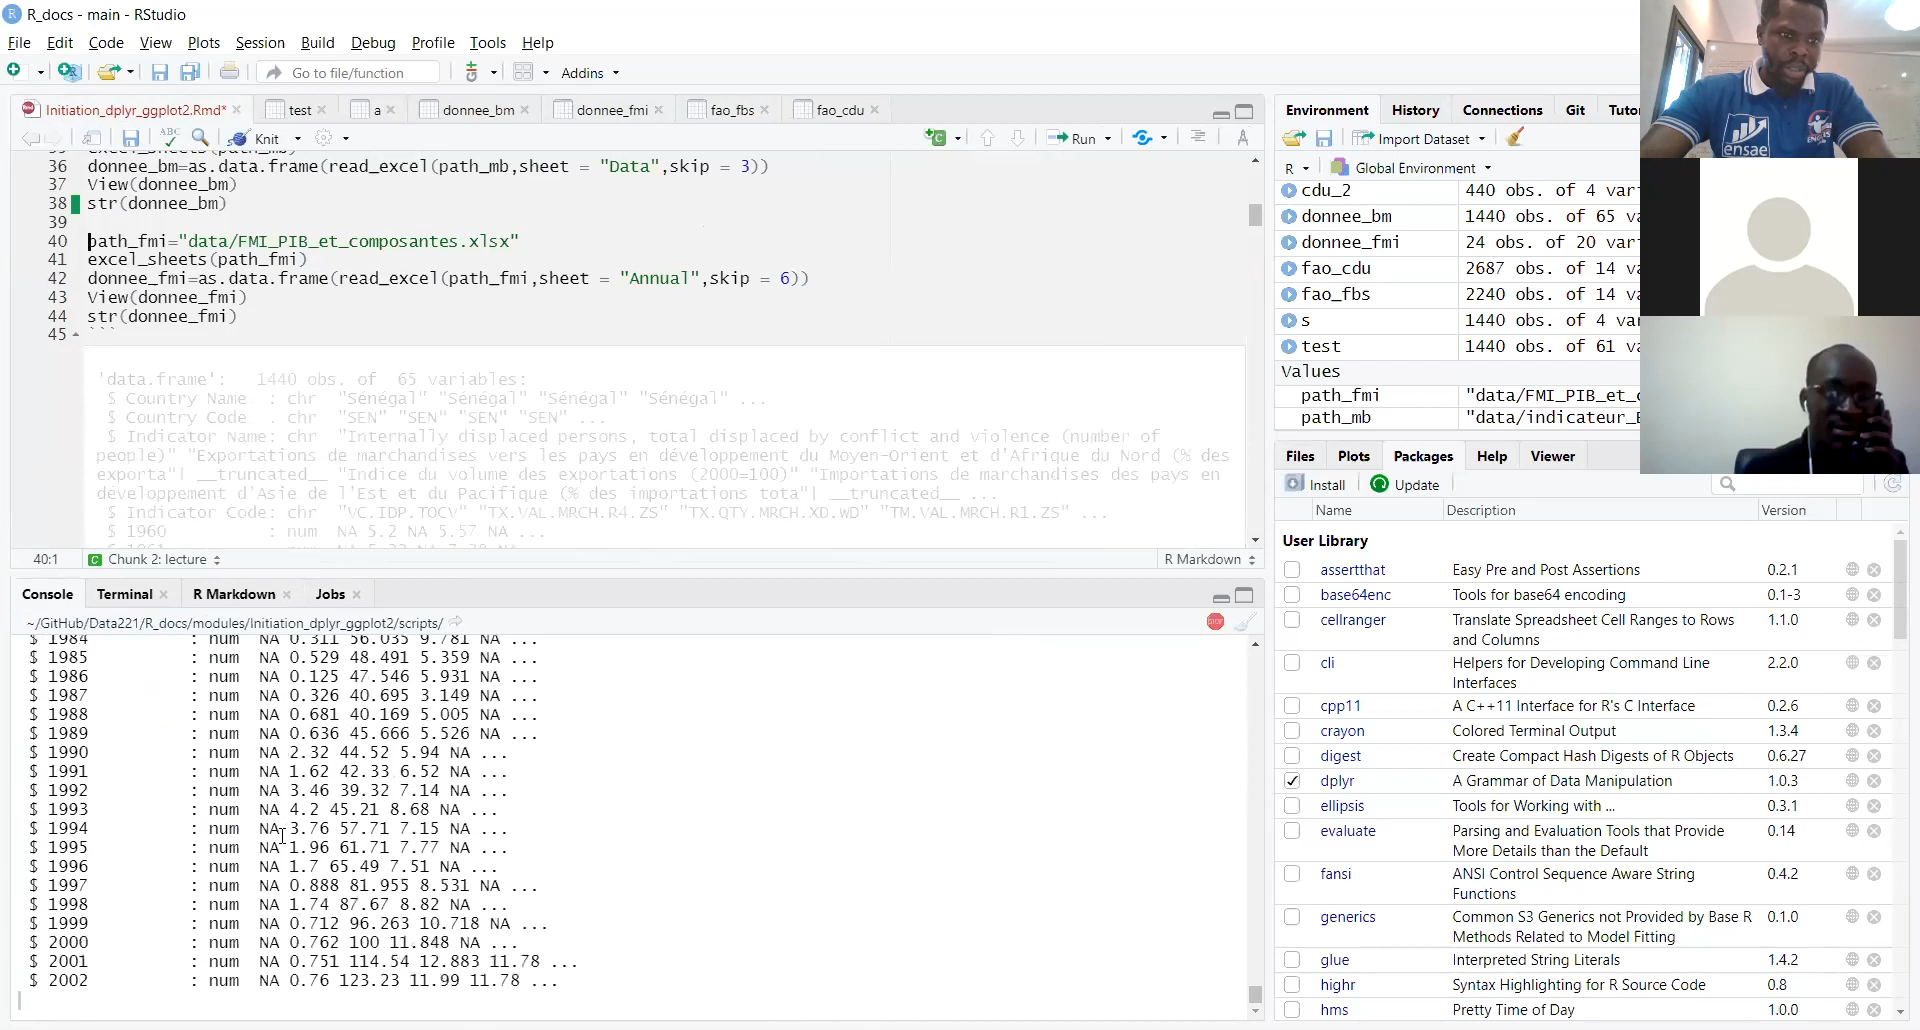 R_docs - main - RStudio
File Edit Code View Plots Session Build Debug Profile Tools Help
Go to file/function Addins
Initiation_dplyr_ggplot2.Rmd* test a donnee_bm donnee_fmi fao_fbs fao_cdu
ABC Knit Run
36 donnee_bm=as.data.frame(read_excel(path_mb,sheet = "Data",skip = 3))
37 View(donnee_bm)
38 str(donnee_bm)
39
40 path_fmi="data/FMI_PIB_et_composantes.xlsx"
41 excel_sheets(path_fmi)
42 donnee_fmi=as.data.frame(read_excel(path_fmi,sheet = "Annual",skip = 6))
43 View(donnee_fmi)
44 str(donnee_fmi)
45 ```
'data.frame': 1440 obs. of 65 variables:
$ Country Name : chr "Sénégal" "Sénégal" "Sénégal" "Sénégal" ...
$ Country Code : chr "SEN" "SEN" "SEN" "SEN" ...
$ Indicator Name: chr "Internally displaced persons, total displaced by conflict and violence (number of
people)" "Exportations de marchandises vers les pays en développement du Moyen-Orient et d'Afrique du Nord (% des
exporta"| __truncated__ "Indice du volume des exportations (2000=100)" "Importations de marchandises des pays en
développement d'Asie de l'Est et du Pacifique (% des importations tota"| __truncated__ ...
$ Indicator Code: chr "VC.IDP.TOCV" "TX.VAL.MRCH.R4.ZS" "TX.QTY.MRCH.XD.WD" "TM.VAL.MRCH.R1.ZS" ...
$ 1960 : num NA 5.2 NA 5.57 NA ...
40:1 Chunk 2: lecture R Markdown
Console Terminal R Markdown Jobs
~/GitHub/Data221/R_docs/modules/Initiation_dplyr_ggplot2/scripts/
$ 1984 : num NA 0.311 56.035 9.781 NA ...
$ 1985 : num NA 0.529 48.491 5.359 NA ...
$ 1986 : num NA 0.125 47.546 5.931 NA ...
$ 1987 : num NA 0.326 40.695 3.149 NA ...
$ 1988 : num NA 0.681 40.169 5.005 NA ...
$ 1989 : num NA 0.636 45.666 5.526 NA ...
$ 1990 : num NA 2.32 44.52 5.94 NA ...
$ 1991 : num NA 1.62 42.33 6.52 NA ...
$ 1992 : num NA 3.46 39.32 7.14 NA ...
$ 1993 : num NA 4.2 45.21 8.68 NA ...
$ 1994 : num NA 3.76 57.71 7.15 NA ...
$ 1995 : num NA 1.96 61.71 7.77 NA ...
$ 1996 : num NA 1.7 65.49 7.51 NA ...
$ 1997 : num NA 0.888 81.955 8.531 NA ...
$ 1998 : num NA 1.74 87.67 8.82 NA ...
$ 1999 : num NA 0.712 96.263 10.718 NA ...
$ 2000 : num NA 0.762 100 11.848 NA ...
$ 2001 : num NA 0.751 114.54 12.883 11.78 ...
$ 2002 : num NA 0.76 123.23 11.99 11.78 ...
Environment History Connections Git Tutor
Import Dataset
R Global Environment
cdu_2 440 obs. of 4 vari
donnee_bm 1440 obs. of 65 va
donnee_fmi 24 obs. of 20 vari
fao_cdu 2687 obs. of 14 va
fao_fbs 2240 obs. of 14 va
s 1440 obs. of 4 var
test 1440 obs. of 61 va
Values
path_fmi "data/FMI_PIB_et_c
path_mb "data/indicateur_B
Files Plots Packages Help Viewer
Install Update
Name Description Version
User Library
assertthat Easy Pre and Post Assertions 0.2.1
base64enc Tools for base64 encoding 0.1-3
cellranger Translate Spreadsheet Cell Ranges to Rows 1.1.0
and Columns
cli Helpers for Developing Command Line 2.2.0
Interfaces
cpp11 A C++11 Interface for R's C Interface 0.2.6
crayon Colored Terminal Output 1.3.4
digest Create Compact Hash Digests of R Objects 0.6.27
dplyr A Grammar of Data Manipulation 1.0.3
ellipsis Tools for Working with ... 0.3.1
evaluate Parsing and Evaluation Tools that Provide 0.14
More Details than the Default
fansi ANSI Control Sequence Aware String 0.4.2
Functions
generics Common S3 Generics not Provided by Base R 0.1.0
Methods Related to Model Fitting
glue Interpreted String Literals 1.4.2
highr Syntax Highlighting for R Source Code 0.8
hms Pretty Time of Day 1.0.0
ensae